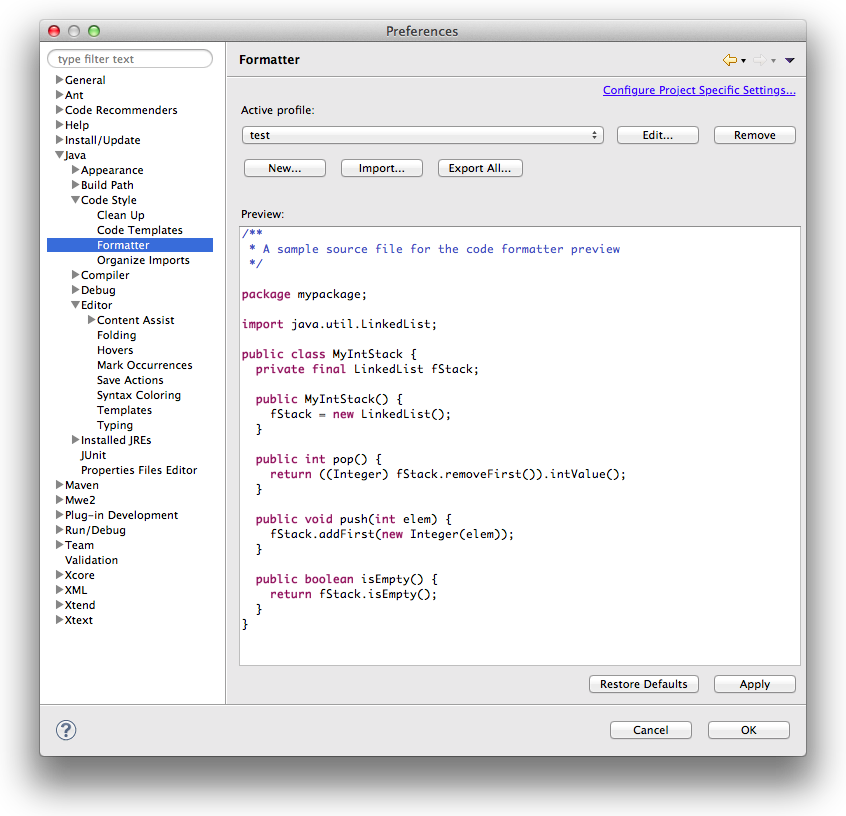 Preferences
type filter text
General
Ant
Code Recommenders
Help
Install/Update
Java
Appearance
Build Path
Code Style
Clean Up
Code Templates
Formatter
Organize Imports
Compiler
Debug
Editor
Content Assist
Folding
Hovers
Mark Occurrences
Save Actions
Syntax Coloring
Templates
Typing
Installed JREs
JUnit
Properties Files Editor
Maven
Mwe2
Plug-in Development
Run/Debug
Team
Validation
Xcore
XML
Xtend
Xtext
Formatter
Configure Project Specific Settings...
Active profile:
test Edit... Remove
New... Import... Export All...
Preview:
/**
 * A sample source file for the code formatter preview
 */
package mypackage;
import java.util.LinkedList;
public class MyIntStack {
  private final LinkedList fStack;
  public MyIntStack() {
    fStack = new LinkedList();
  }
  public int pop() {
    return ((Integer) fStack.removeFirst()).intValue();
  }
  public void push(int elem) {
    fStack.addFirst(new Integer(elem));
  }
  public boolean isEmpty() {
    return fStack.isEmpty();
  }
}
Restore Defaults Apply
? Cancel OK